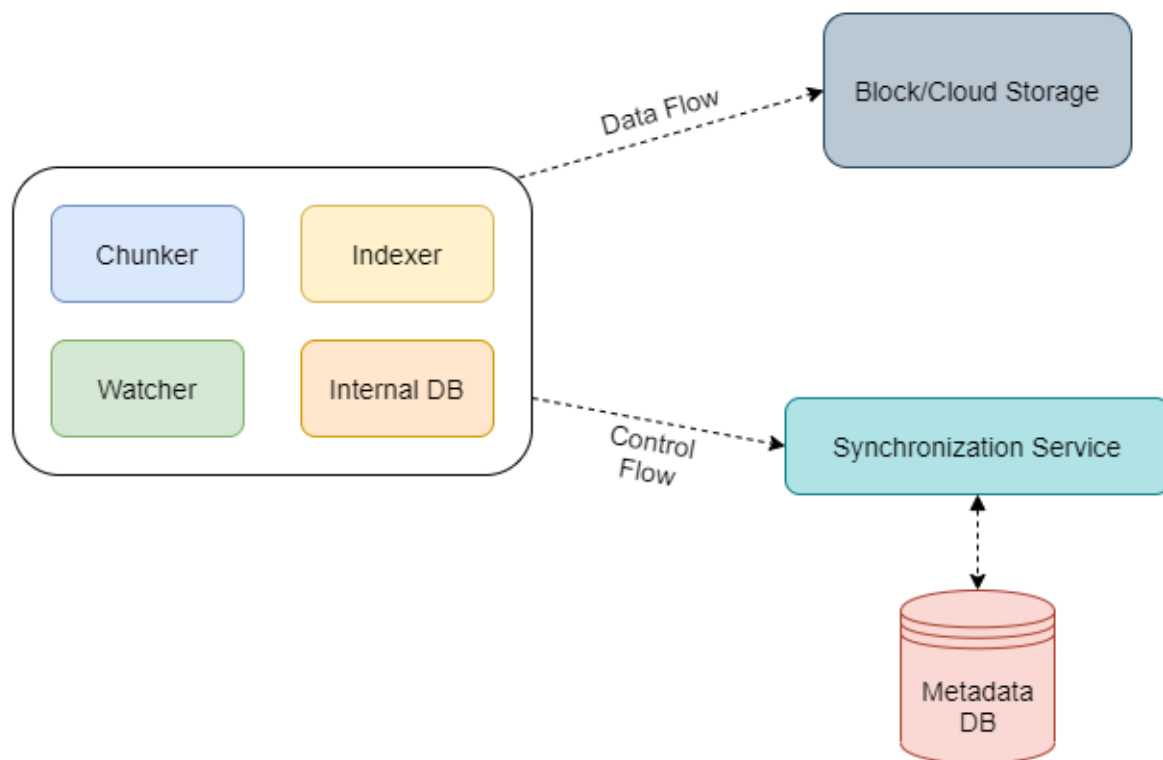 Block/Cloud Storage
Data Flow
Chunker
Indexer
Watcher
Internal DB
Control
Flow
Synchronization Service
Metadata
DB